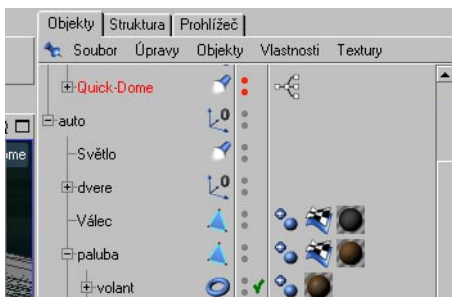 Objekty Struktura Prohlížeč
Soubor Úpravy Objekty Vlastnosti Textury
Quick-Dome
auto
Světlo
dvere
Válec
paluba
volant